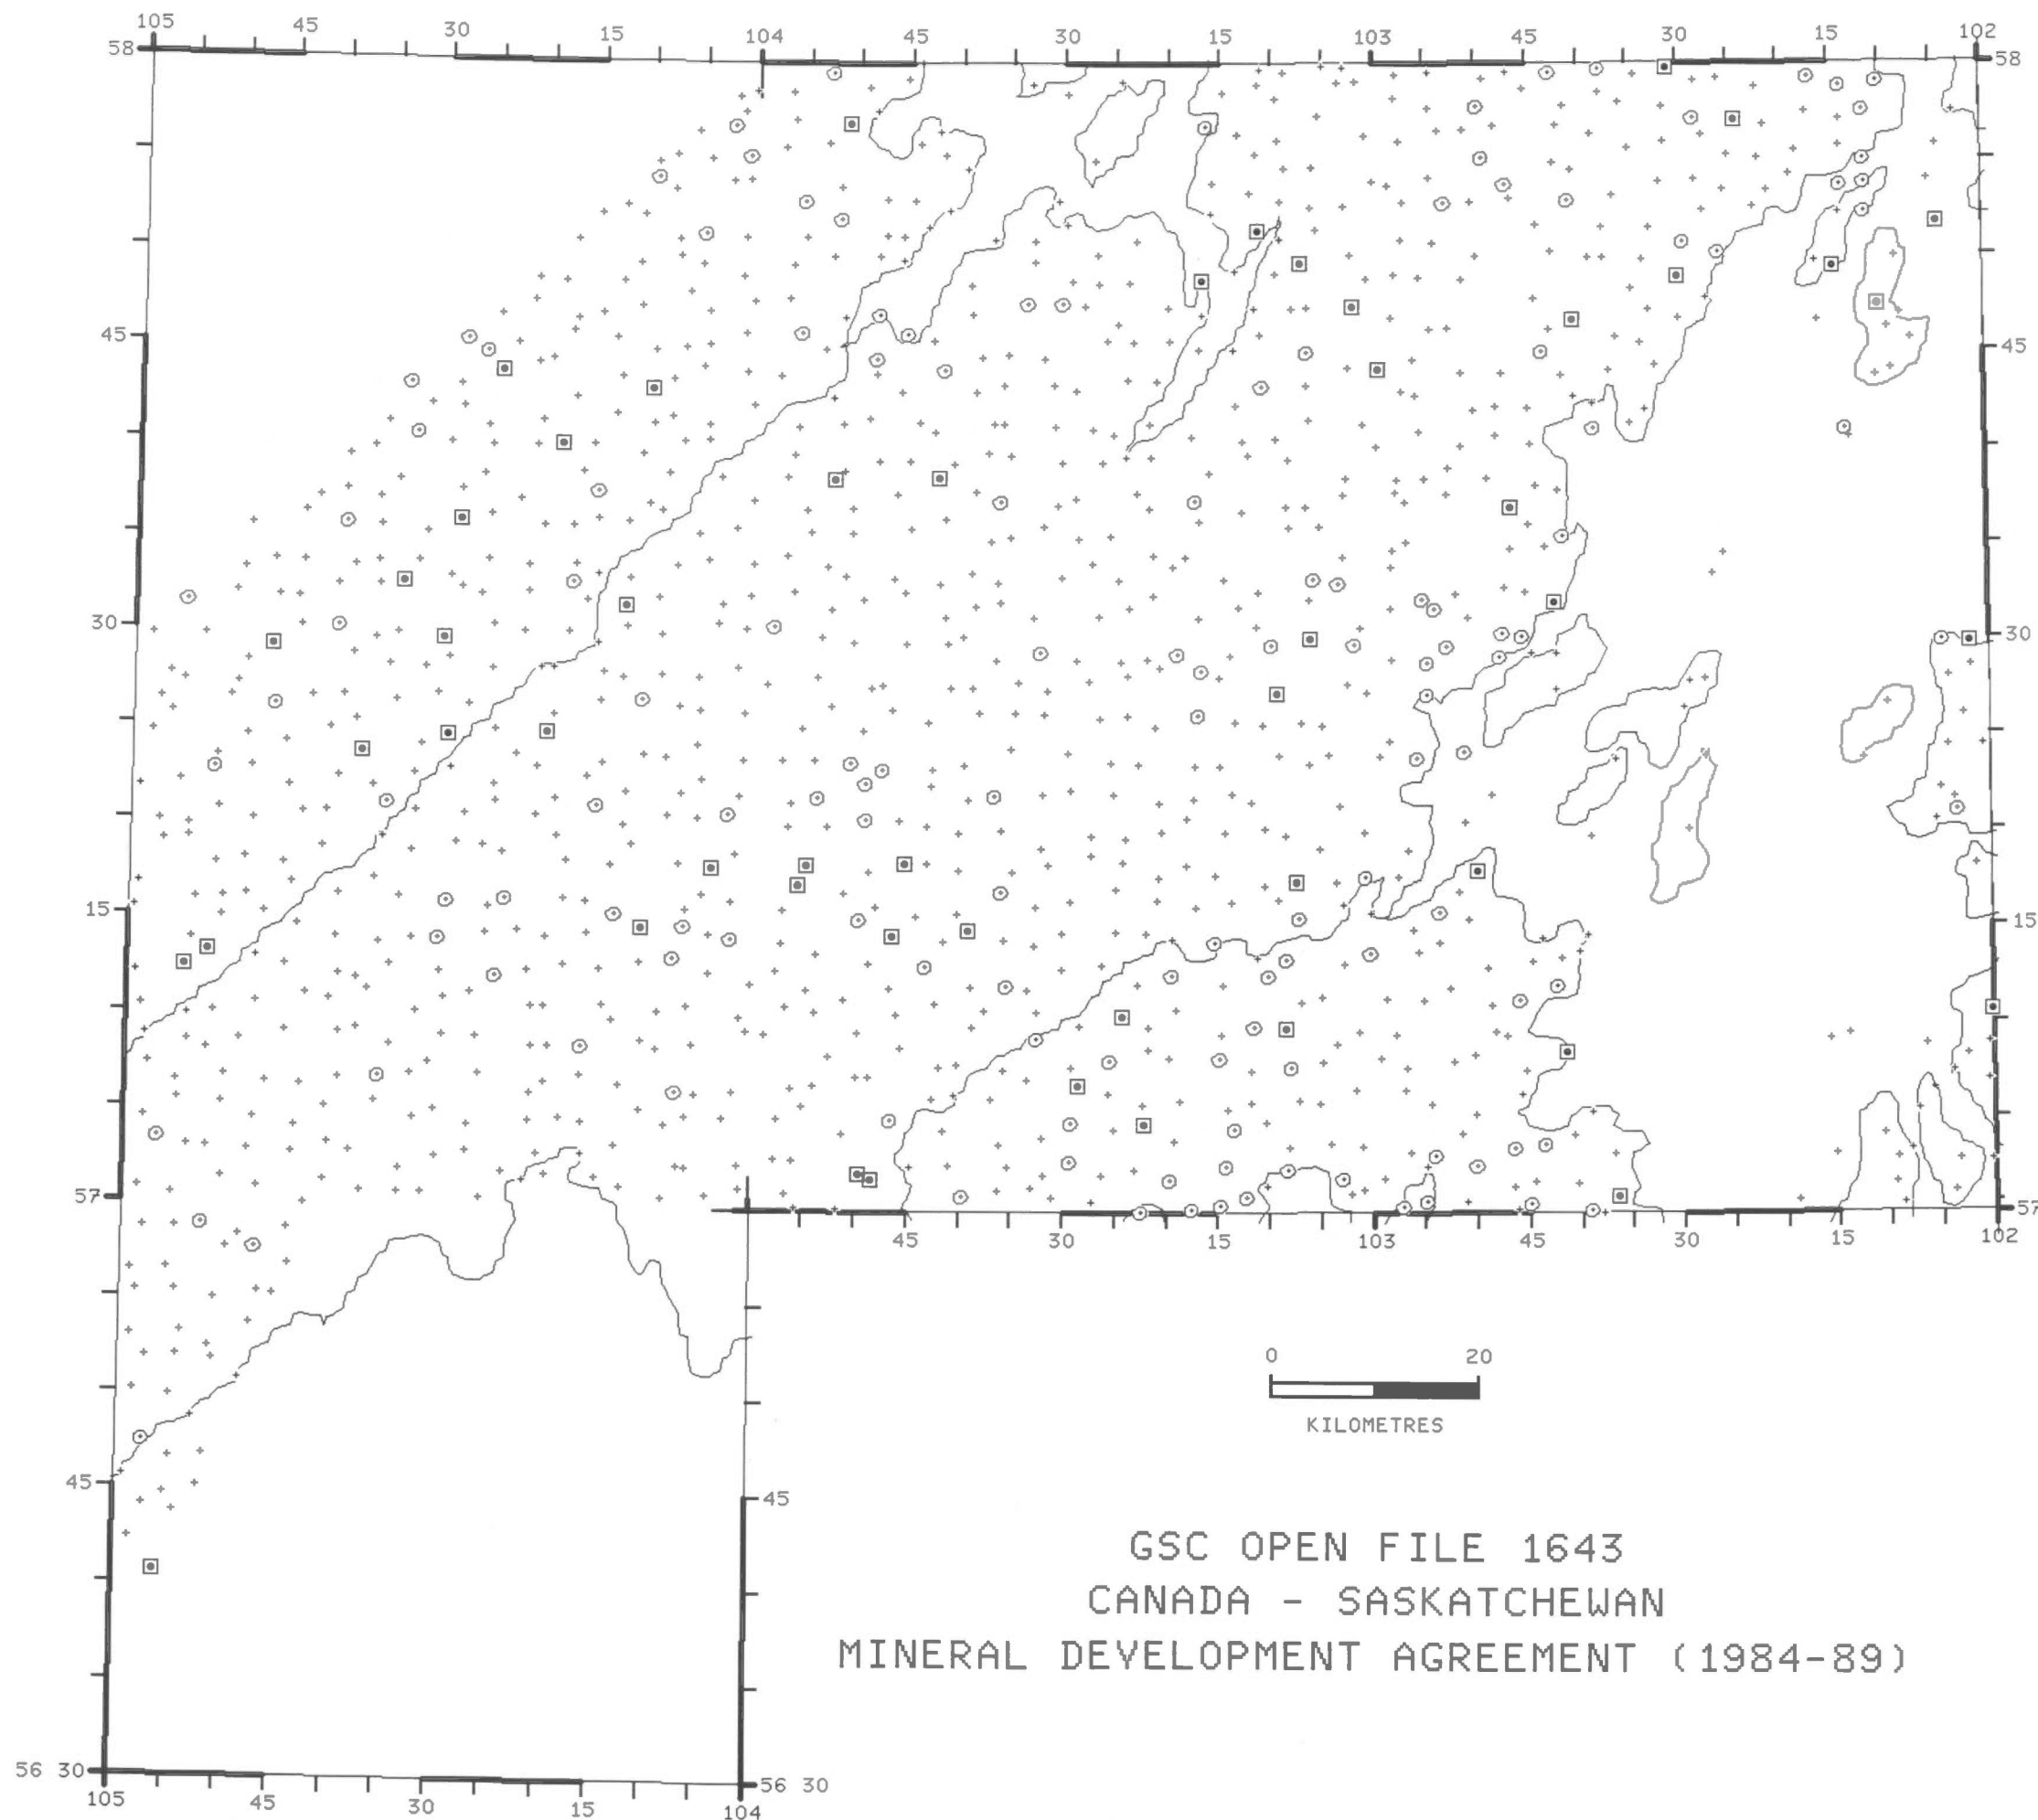 105 45 30 15 104 45 30 15 103 45 30 15 102
58 58
45 45
30 30
15 15
57 57
45 30 15 103 45 30 15 102
0 20
KILOMETRES
45 45
GSC OPEN FILE 1643
CANADA - SASKATCHEWAN
MINERAL DEVELOPMENT AGREEMENT (1984-89)
56 30 56 30
105 45 30 15 104